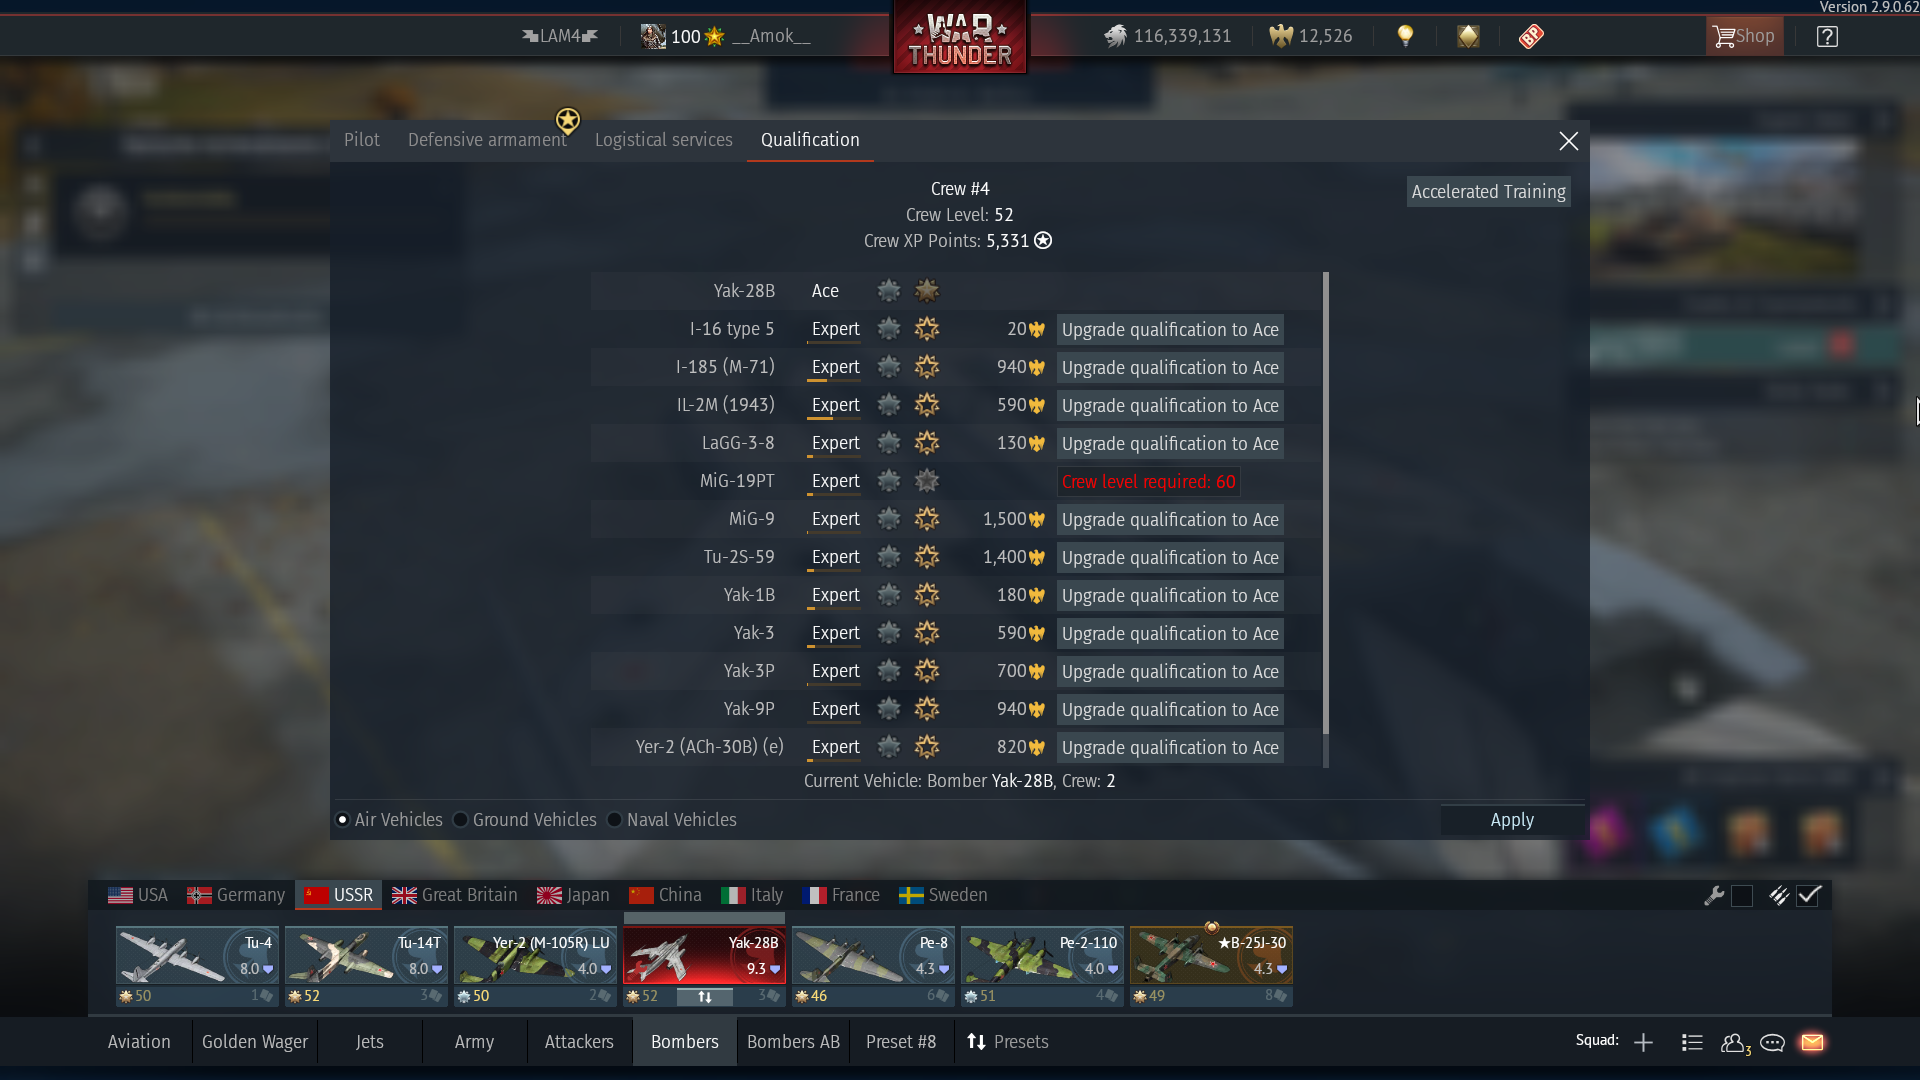 Version 2.9.0.62
LAM4
100 __Amok__
WAR THUNDER
116,339,131
12,526
BP
Shop
?
Pilot
Defensive armament
Logistical services
Qualification
Crew #4
Accelerated Training
Crew Level: 52
Crew XP Points: 5,331
Yak-28B Ace
I-16 type 5 Expert 20 Upgrade qualification to Ace
I-185 (M-71) Expert 940 Upgrade qualification to Ace
IL-2M (1943) Expert 590 Upgrade qualification to Ace
LaGG-3-8 Expert 130 Upgrade qualification to Ace
MiG-19PT Expert Crew level required: 60
MiG-9 Expert 1,500 Upgrade qualification to Ace
Tu-2S-59 Expert 1,400 Upgrade qualification to Ace
Yak-1B Expert 180 Upgrade qualification to Ace
Yak-3 Expert 590 Upgrade qualification to Ace
Yak-3P Expert 700 Upgrade qualification to Ace
Yak-9P Expert 940 Upgrade qualification to Ace
Yer-2 (ACh-30B) (e) Expert 820 Upgrade qualification to Ace
Current Vehicle: Bomber Yak-28B, Crew: 2
Air Vehicles Ground Vehicles Naval Vehicles
Apply
USA Germany USSR Great Britain Japan China Italy France Sweden
Tu-4 8.0 50 1
Tu-14T 8.0 52 3
Yer-2 (M-105R) LU 4.0 50 2
Yak-28B 9.3 52 3
Pe-8 4.3 46 6
Pe-2-110 4.0 51 4
★B-25J-30 4.3 49 8
Aviation Golden Wager Jets Army Attackers Bombers Bombers AB Preset #8 Presets
Squad: + 3